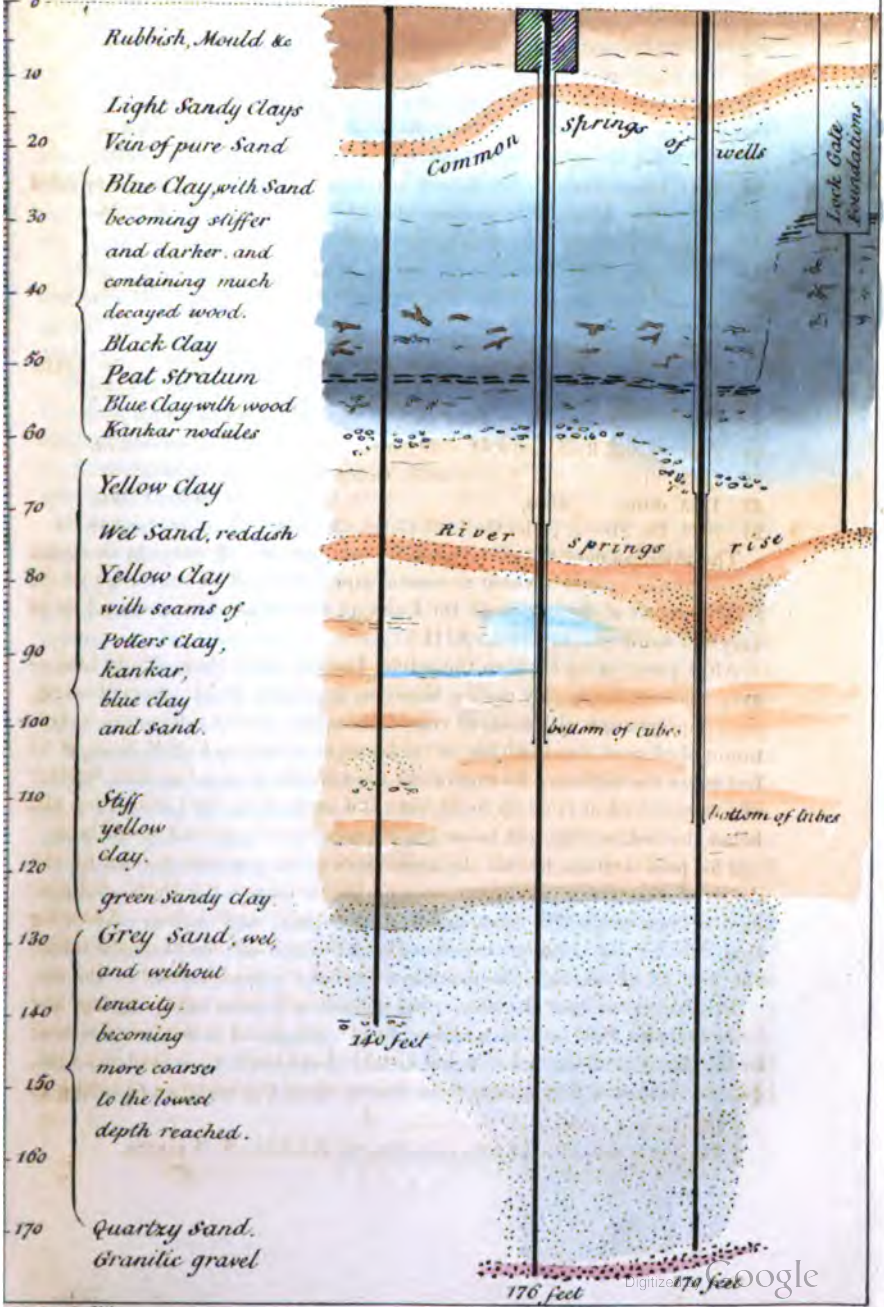 0
10
20
30
40
50
60
70
80
90
100
110
120
130
140
150
160
170
Rubbish, Mould &c
Light Sandy Clays
Vein of pure Sand
Blue Clay, with Sand
becoming stiffer
and darker. and
containing much
decayed wood.
Black Clay
Peat Stratum
Blue Clay with wood
Kankar nodules
Yellow Clay
Wet Sand, reddish
Yellow Clay
with seams of
Potters clay,
kankar,
blue clay
and sand.
Stiff
yellow
clay.
green sandy clay
Grey Sand, wet,
and without
tenacity
becoming
more coarser
to the lowest
depth reached.
Quartzy sand.
Granitic gravel
Common springs of wells
Lock Gate
Foundations
River springs rise
bottom of tubes
bottom of tubes
140 feet
176 feet
170 feet
Digitized by Google